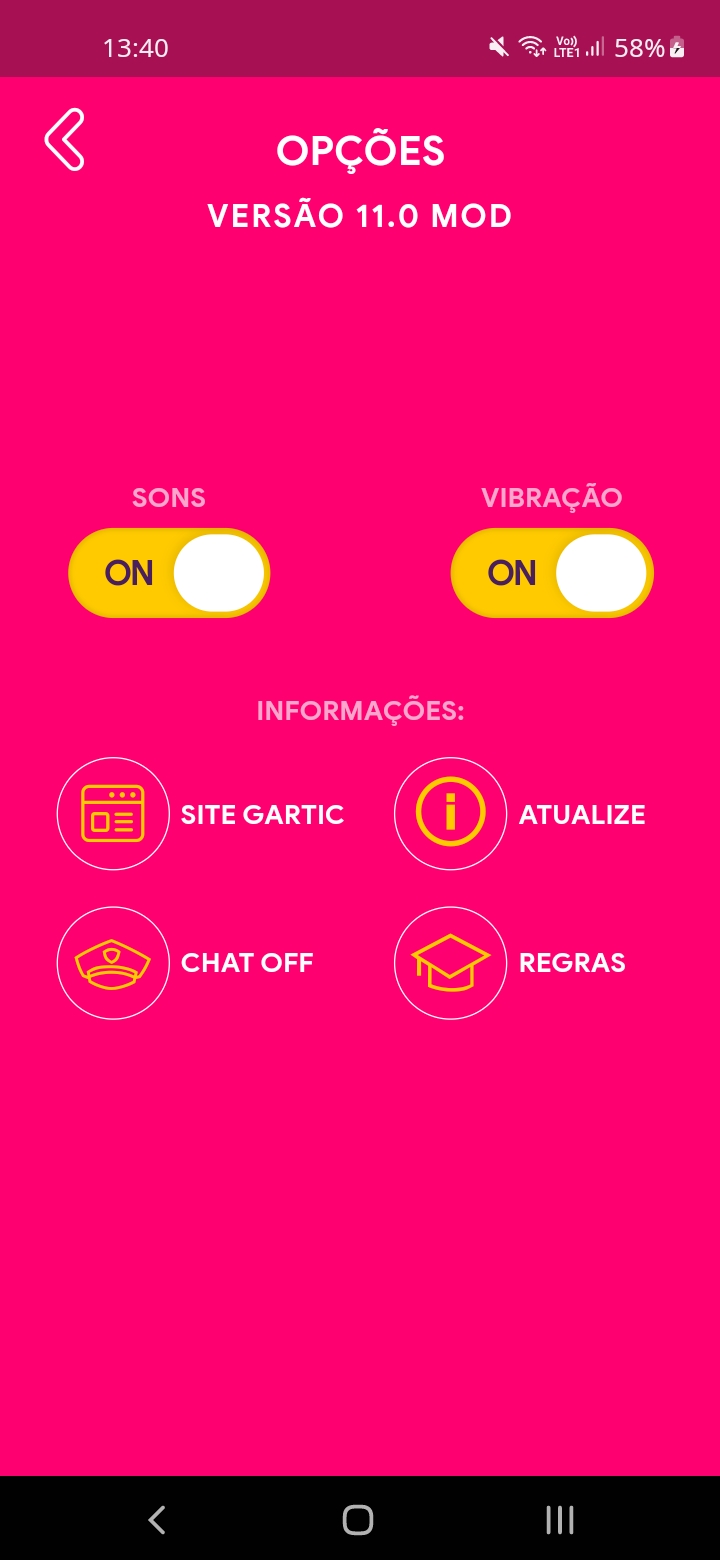 13:40 Vo)) LTE1 58%
OPÇÕES
VERSÃO 11.0 MOD
SONS VIBRAÇÃO
ON ON
INFORMAÇÕES:
SITE GARTIC ATUALIZE
CHAT OFF REGRAS